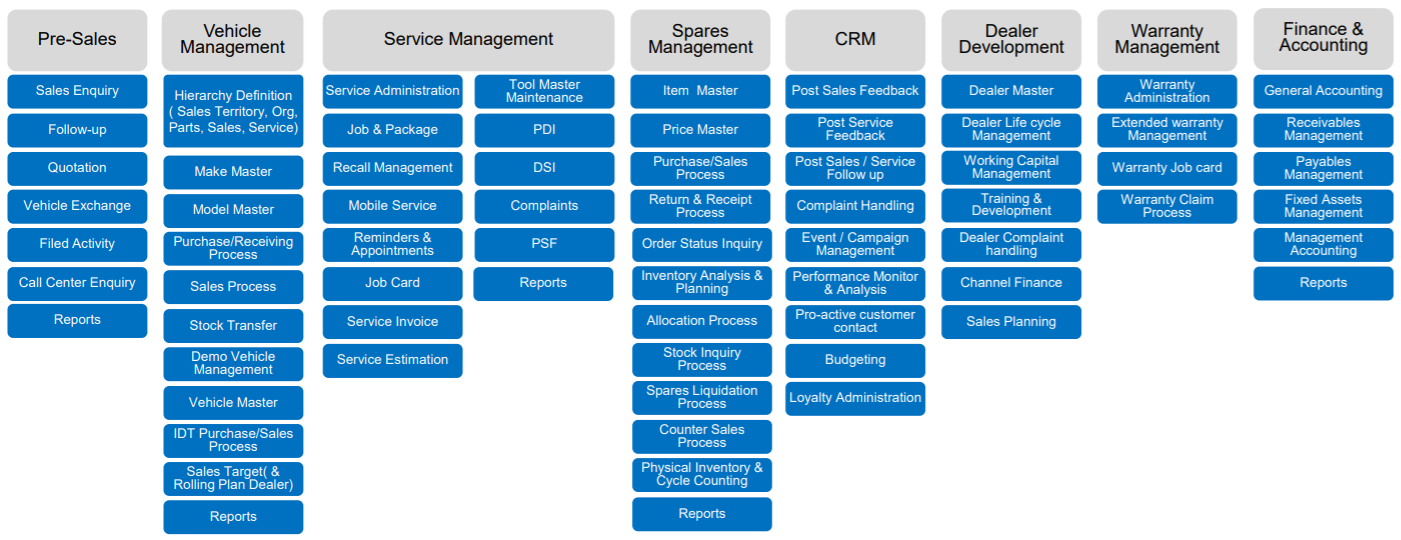 Pre-Sales
Sales Enquiry
Follow-up
Quotation
Vehicle Exchange
Filed Activity
Call Center Enquiry
Reports
Vehicle
Management
Hierarchy Definition
( Sales Territory, Org,
Parts, Sales, Service)
Make Master
Model Master
Purchase/Receiving
Process
Sales Process
Stock Transfer
Demo Vehicle
Management
Vehicle Master
IDT Purchase/Sales
Process
Sales Target( &
Rolling Plan Dealer)
Reports
Service Management
Service Administration
Job & Package
Recall Management
Mobile Service
Reminders &
Appointments
Job Card
Service Invoice
Service Estimation
Tool Master
Maintenance
PDI
DSI
Complaints
PSF
Reports
Spares
Management
Item Master
Price Master
Purchase/Sales
Process
Return & Receipt
Process
Order Status Inquiry
Inventory Analysis &
Planning
Allocation Process
Stock Inquiry
Process
Spares Liquidation
Process
Counter Sales
Process
Physical Inventory &
Cycle Counting
Reports
CRM
Post Sales Feedback
Post Service
Feedback
Post Sales / Service
Follow up
Complaint Handling
Event / Campaign
Management
Performance Monitor
& Analysis
Pro-active customer
contact
Budgeting
Loyalty Administration
Dealer
Development
Dealer Master
Dealer Life cycle
Management
Working Capital
Management
Training &
Development
Dealer Complaint
handling
Channel Finance
Sales Planning
Warranty
Management
Warranty
Administration
Extended warranty
Management
Warranty Job card
Warranty Claim
Process
Finance &
Accounting
General Accounting
Receivables
Management
Payables
Management
Fixed Assets
Management
Management
Accounting
Reports